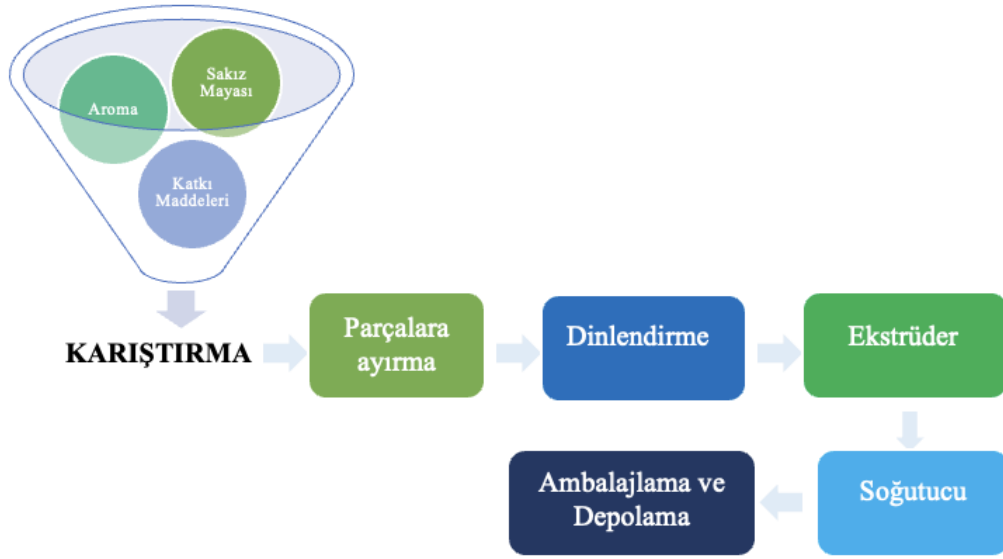 Sakız
Mayası
Aroma
Katkı
Maddeleri
KARIŞTIRMA
Parçalara
ayırma
Dinlendirme
Ekstrüder
Soğutucu
Ambalajlama ve
Depolama